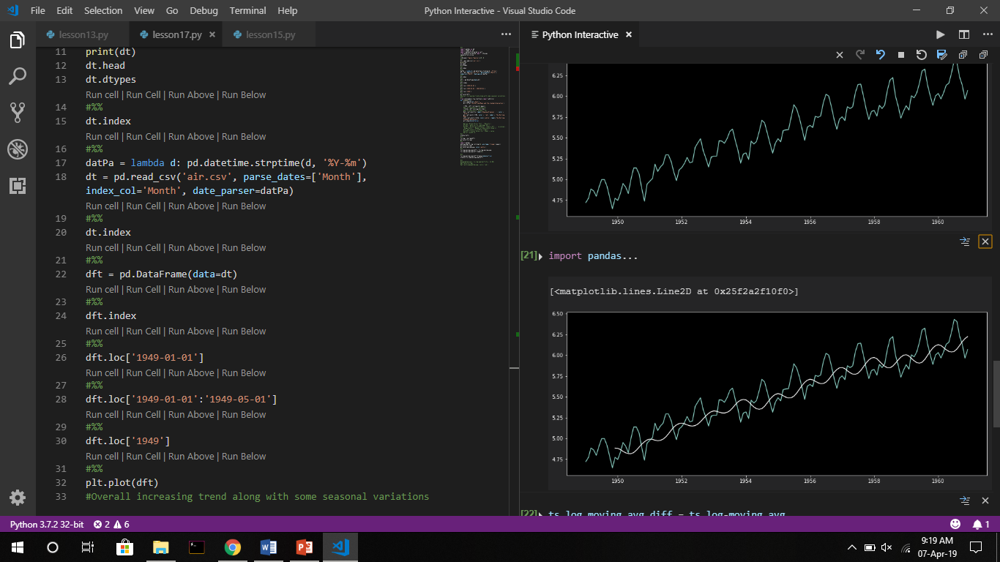 File Edit Selection View Go Debug Terminal Help
Python Interactive - Visual Studio Code
lesson13.py lesson17.py lesson15.py
11 print(dt)
12 dt.head
13 dt.dtypes
Run cell | Run Cell | Run Above | Run Below
14 #%%
15 dt.index
Run cell | Run Cell | Run Above | Run Below
16 #%%
17 datPa = lambda d: pd.datetime.strptime(d, '%Y-%m')
18 dt = pd.read_csv('air.csv', parse_dates=['Month'],
index_col='Month', date_parser=datPa)
Run cell | Run Cell | Run Above | Run Below
19 #%%
20 dt.index
Run cell | Run Cell | Run Above | Run Below
21 #%%
22 dft = pd.DataFrame(data=dt)
Run cell | Run Cell | Run Above | Run Below
23 #%%
24 dft.index
Run cell | Run Cell | Run Above | Run Below
25 #%%
26 dft.loc['1949-01-01']
Run cell | Run Cell | Run Above | Run Below
27 #%%
28 dft.loc['1949-01-01':'1949-05-01']
Run cell | Run Cell | Run Above | Run Below
29 #%%
30 dft.loc['1949']
Run cell | Run Cell | Run Above | Run Below
31 #%%
32 plt.plot(dft)
33 #Overall increasing trend along with some seasonal variations
Python Interactive
6.25
6.00
5.75
5.50
5.25
5.00
4.75
1950 1952 1954 1956 1958 1960
[21] import pandas...
[<matplotlib.lines.Line2D at 0x25f2a2f10f0>]
6.50
6.25
6.00
5.75
5.50
5.25
5.00
4.75
1950 1952 1954 1956 1958 1960
[22] ts_log_moving_avg_diff = ts_log-moving_avg
Python 3.7.2 32-bit 2 6
1
9:19 AM
07-Apr-19